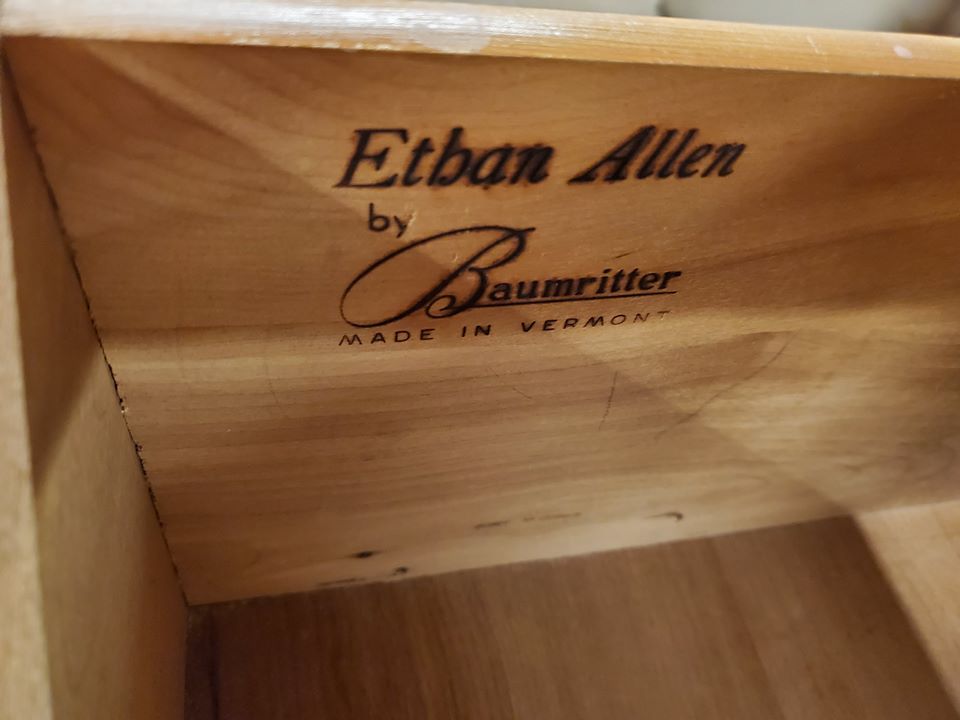 Ethan Allen
by
Baumritter
MADE IN VERMONT